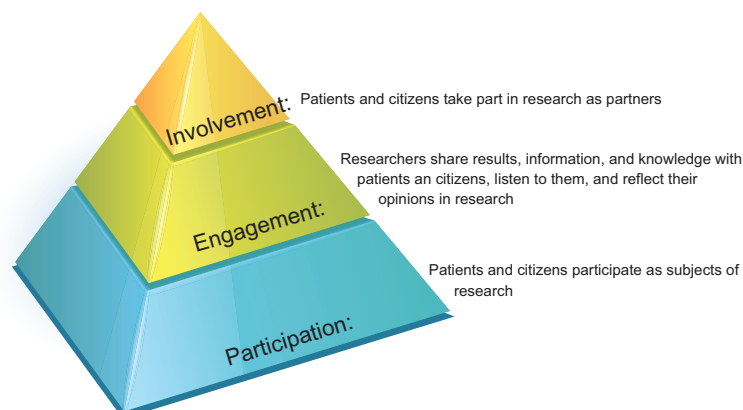 Involvement: Patients and citizens take part in research as partners
Engagement:
Researchers share results, information, and knowledge with
patients an citizens, listen to them, and reflect their
opinions in research
Participation:
Patients and citizens participate as subjects of
research